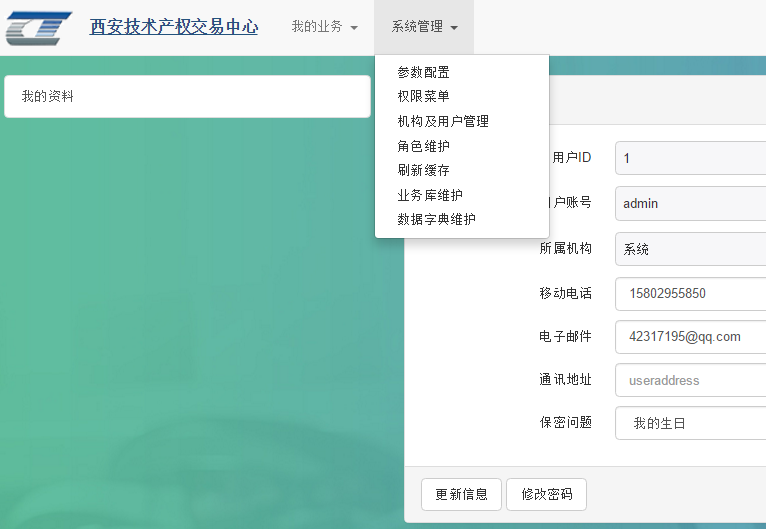 西安技术产权交易中心
我的业务
系统管理
参数配置
权限菜单
机构及用户管理
角色维护
刷新缓存
业务库维护
数据字典维护
我的资料
用户ID
1
用户账号
admin
所属机构
系统
移动电话
15802955850
电子邮件
42317195@qq.com
通讯地址
useraddress
保密问题
我的生日
更新信息
修改密码